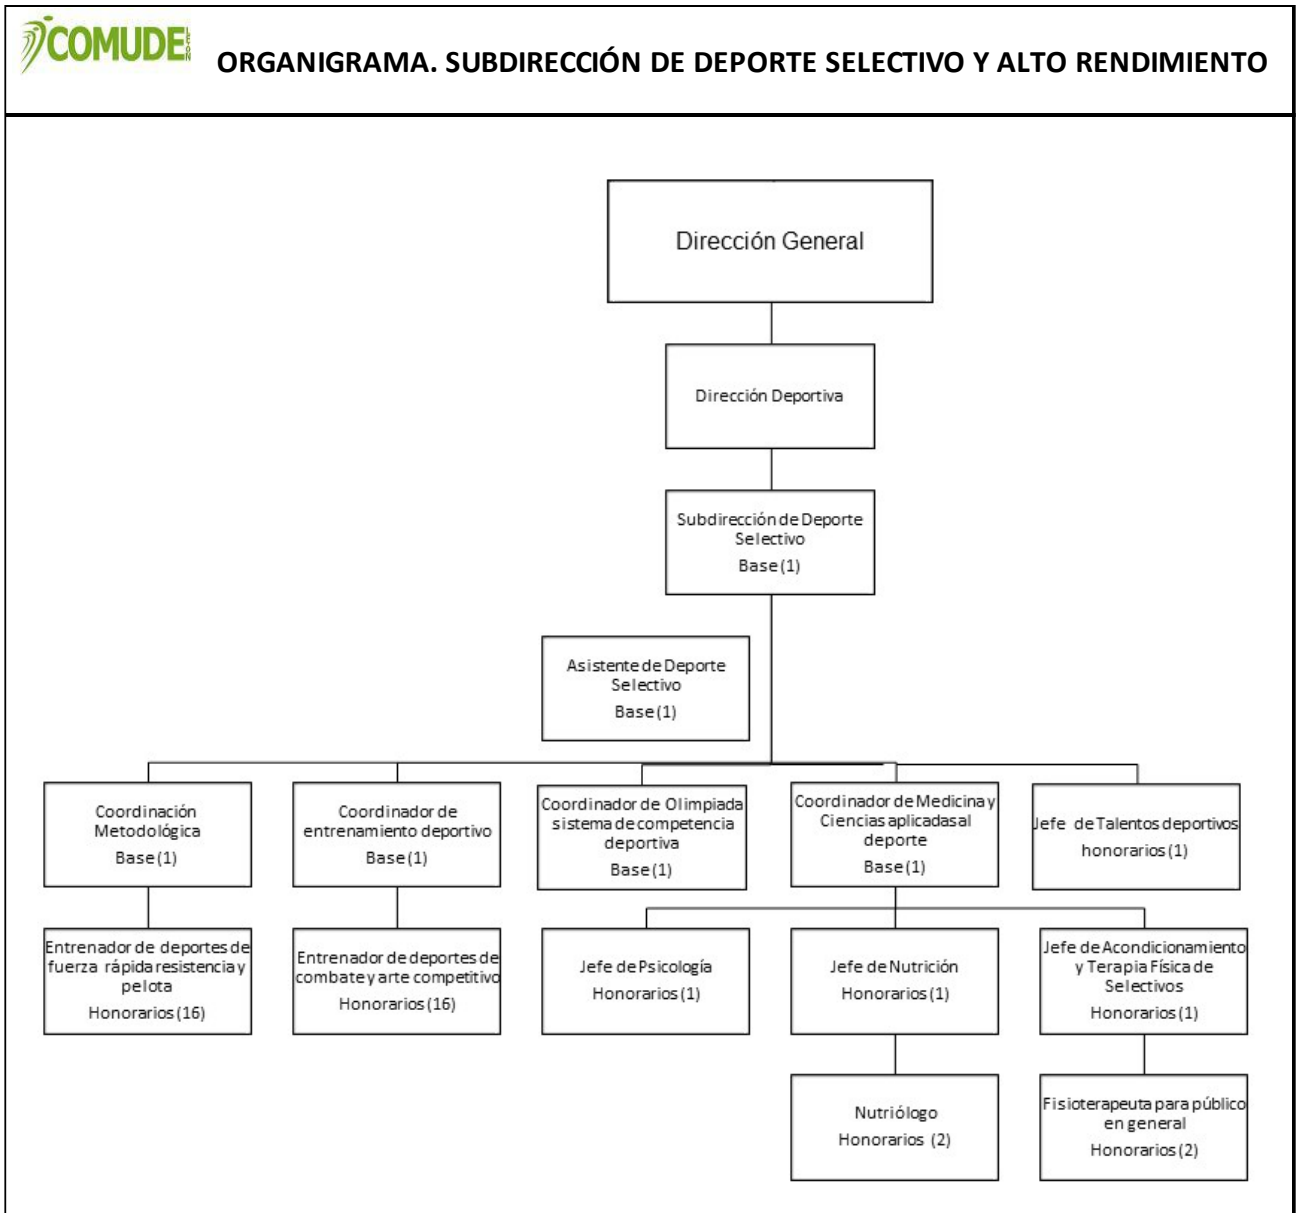 COMUDE LEÓN
ORGANIGRAMA. SUBDIRECCIÓN DE DEPORTE SELECTIVO Y ALTO RENDIMIENTO
Dirección General
Dirección Deportiva
Subdirección de Deporte
Selectivo
Base (1)
Asistente de Deporte
Selectivo
Base (1)
Coordinación
Metodológica
Base (1)
Coordinador de
entrenamiento deportivo
Base (1)
Coordinador de Olimpiada
sistema de competencia
deportiva
Base (1)
Coordinador de Medicina y
Ciencias aplicadas al
deporte
Base (1)
Jefe de Talentos deportivos
honorarios (1)
Entrenador de deportes de
fuerza rápida resistencia y
pelota
Honorarios (16)
Entrenador de deportes de
combate y arte competitivo
Honorarios (16)
Jefe de Psicología
Honorarios (1)
Jefe de Nutrición
Honorarios (1)
Jefe de Acondicionamiento
y Terapia Física de
Selectivos
Honorarios (1)
Nutriólogo
Honorarios (2)
Fisioterapeuta para público
en general
Honorarios (2)